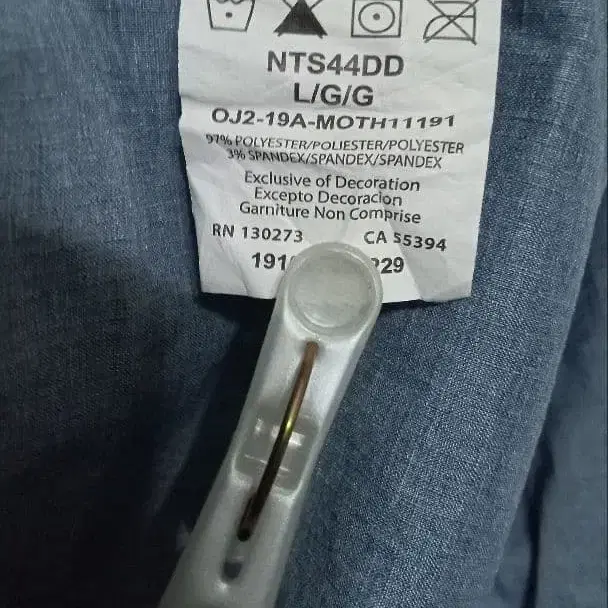 NTS44DD
L/G/G
OJ2-19A-MOTH11191
97% POLYESTER/POLIESTER/POLYESTER
3% SPANDEX/SPANDEX/SPANDEX
Exclusive of Decoration
Excepto Decoracion
Garniture Non Comprise
RN 130273 CA 55394